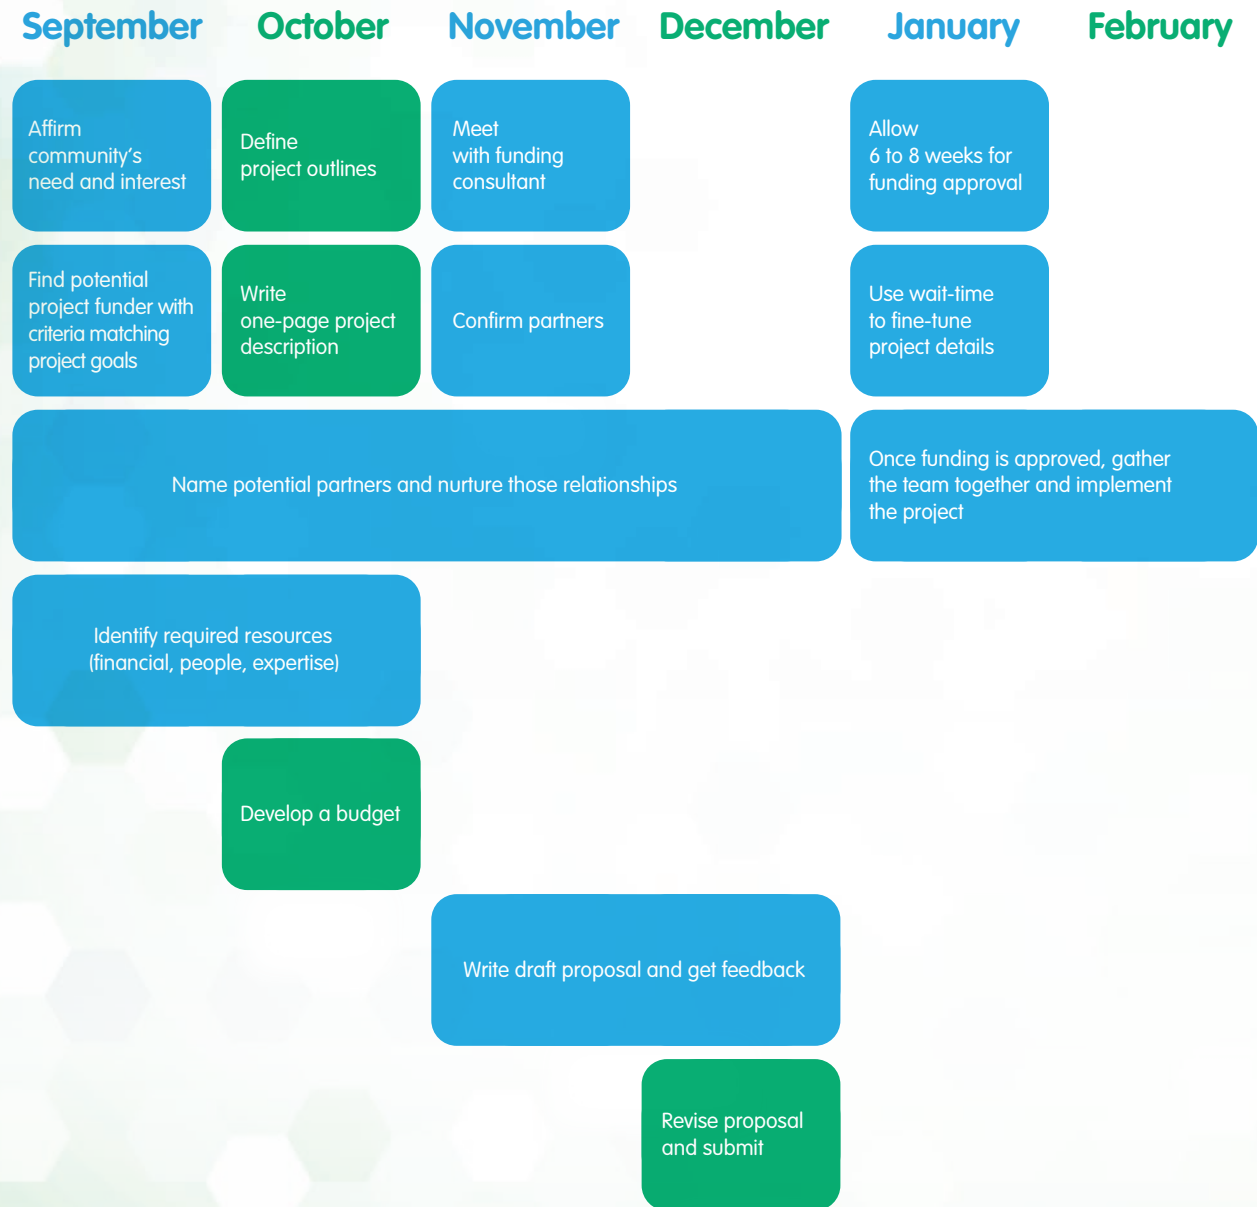 September October November December January February
Affirm
community's
need and interest
Define
project outlines
Meet
with funding
consultant
Allow
6 to 8 weeks for
funding approval
Find potential
project funder with
criteria matching
project goals
Write
one-page project
description
Confirm partners
Use wait-time
to fine-tune
project details
Name potential partners and nurture those relationships
Once funding is approved, gather
the team together and implement
the project
Identify required resources
(financial, people, expertise)
Develop a budget
Write draft proposal and get feedback
Revise proposal
and submit